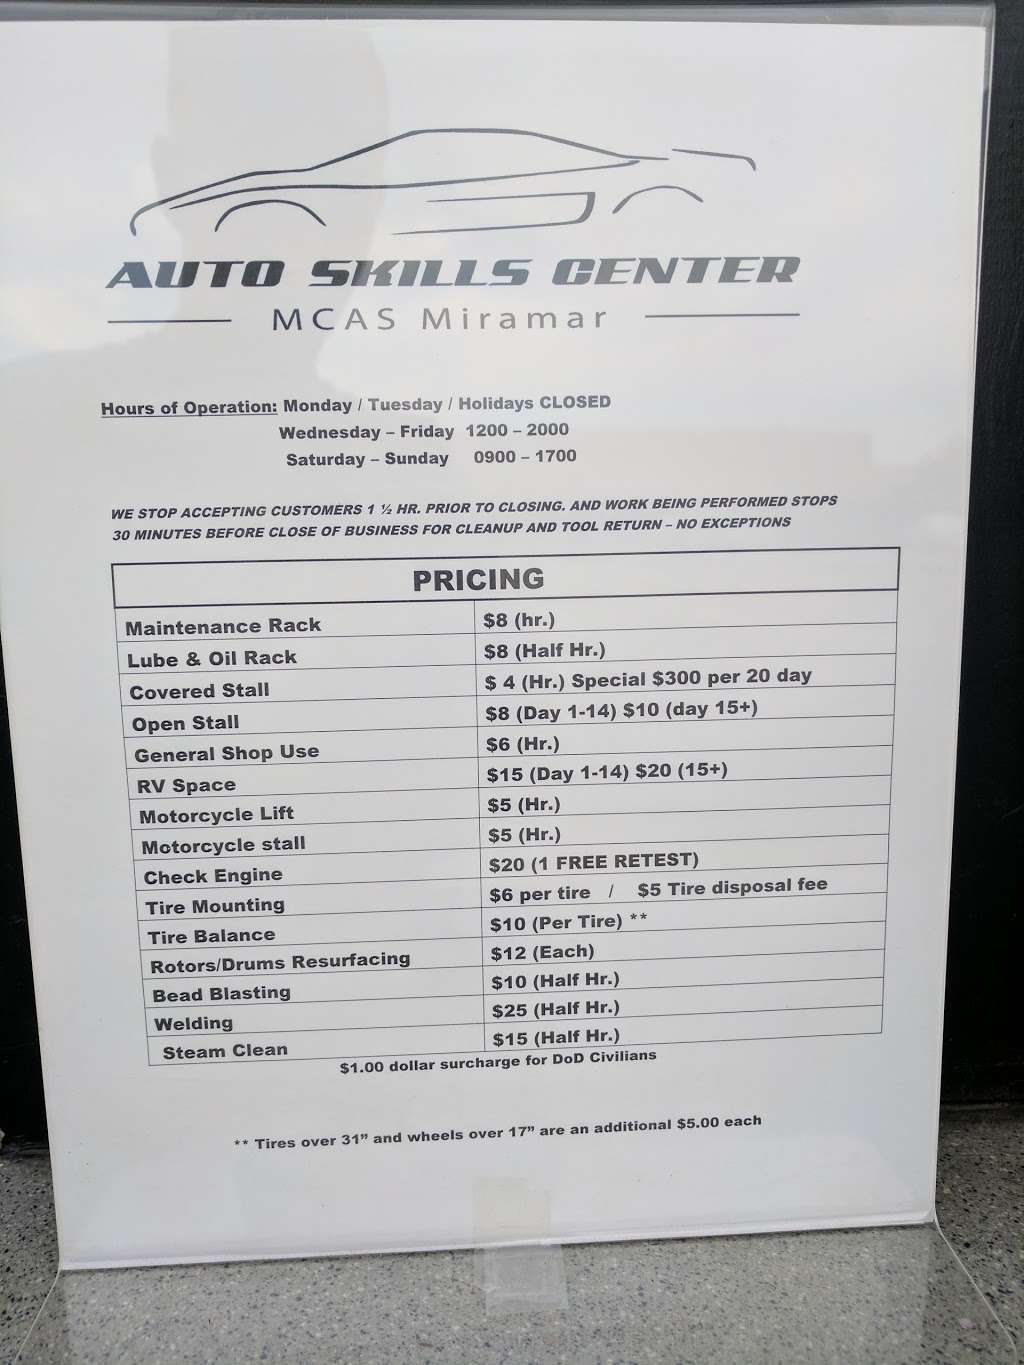 AUTO SKILLS CENTER
MCAS Miramar
Hours of Operation: Monday / Tuesday / Holidays CLOSED
Wednesday – Friday 1200 – 2000
Saturday – Sunday 0900 – 1700
WE STOP ACCEPTING CUSTOMERS 1 ½ HR. PRIOR TO CLOSING. AND WORK BEING PERFORMED STOPS
30 MINUTES BEFORE CLOSE OF BUSINESS FOR CLEANUP AND TOOL RETURN – NO EXCEPTIONS
PRICING
Maintenance Rack $8 (hr.)
Lube & Oil Rack $8 (Half Hr.)
Covered Stall $ 4 (Hr.) Special $300 per 20 day
Open Stall $8 (Day 1-14) $10 (day 15+)
General Shop Use $6 (Hr.)
RV Space $15 (Day 1-14) $20 (15+)
Motorcycle Lift $5 (Hr.)
Motorcycle stall $5 (Hr.)
Check Engine $20 (1 FREE RETEST)
Tire Mounting $6 per tire / $5 Tire disposal fee
Tire Balance $10 (Per Tire) **
Rotors/Drums Resurfacing $12 (Each)
Bead Blasting $10 (Half Hr.)
Welding $25 (Half Hr.)
Steam Clean $15 (Half Hr.)
$1.00 dollar surcharge for DoD Civilians
** Tires over 31” and wheels over 17” are an additional $5.00 each